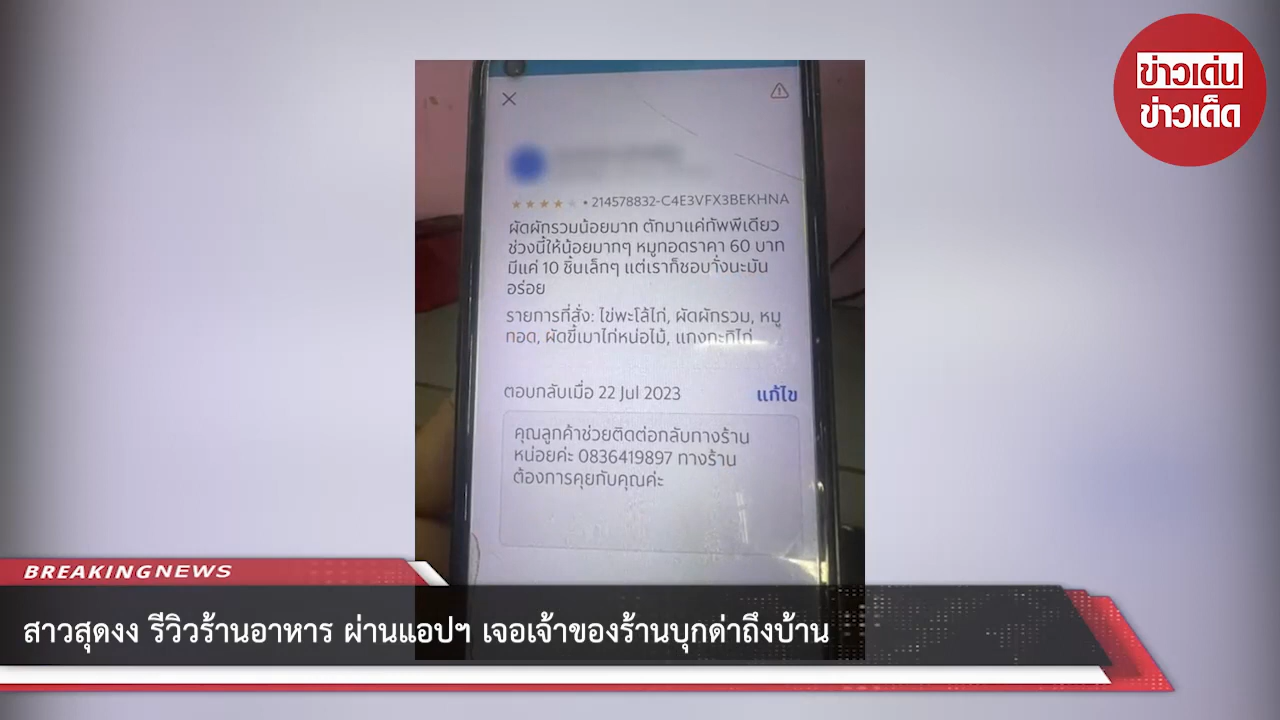 ข่าวเด่น
ข่าวเด็ด
214578832-C4E3VFX3BEKHNA
ผัดผักรวมน้อยมาก ตักมาแค่ทัพพีเดียว
ช่วงนี้ให้น้อยมากๆ หมูทอดราคา 60 บาท
มีแค่ 10 ชิ้นเล็กๆ แต่เราก็ชอบวั่งนะมัน
อร่อย
รายการที่สั่ง: ไข่พะโล้ไก่, ผัดผักรวม, หมู
ทอด, ผัดขี้เมาไก่หน่อไม้, แกงกะทิไก่
ตอบกลับเมื่อ 22 Jul 2023
แก้ไข
คุณลูกค้าช่วยติดต่อกลับทางร้าน
หน่อยค่ะ 0836419897 ทางร้าน
ต้องการคุยกับคุณค่ะ
BREAKINGNEWS
สาวสุดงง รีวิวร้านอาหาร ผ่านแอปฯ เจอเจ้าของร้านบุกด่าถึงบ้าน